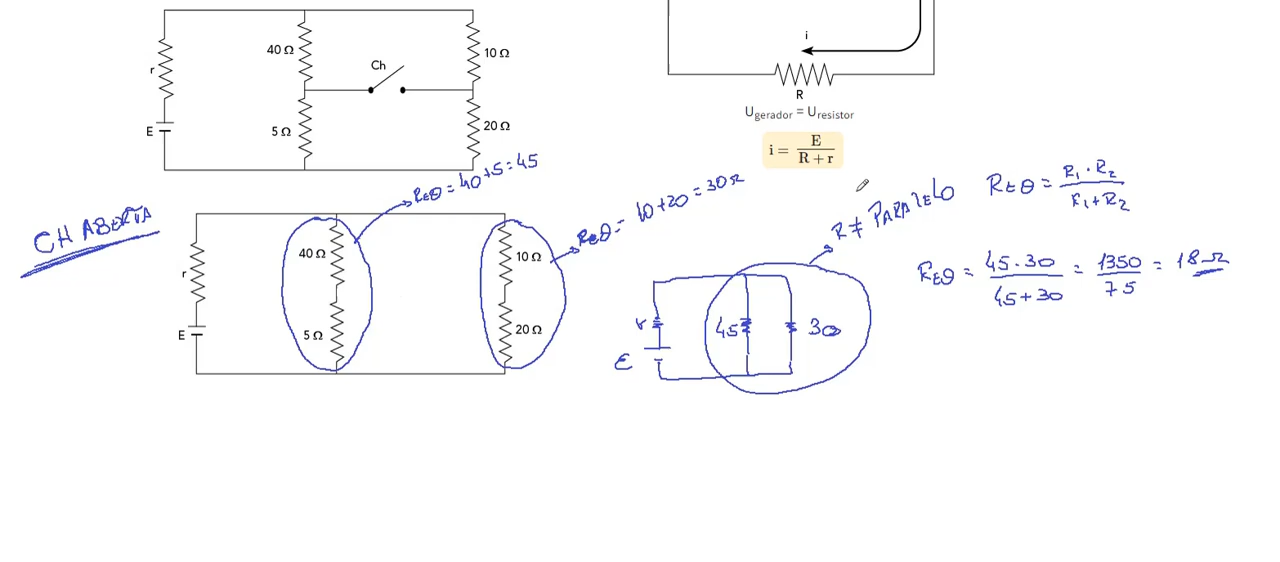 40 Ω
10 Ω
r
Ch
E
5 Ω
20 Ω
i
R
Ugerador = Uresistor
i = E / R + r
CH ABERTA
REQ = 40+5=45
REQ = 10+20 = 30Ω
40 Ω
10 Ω
r
E
5 Ω
20 Ω
R ≠ PARALELO
REQ = R1 · R2 / R1 + R2
REQ = 45·30 / 45+30 = 1350 / 75 = 18Ω
r
E
45
30